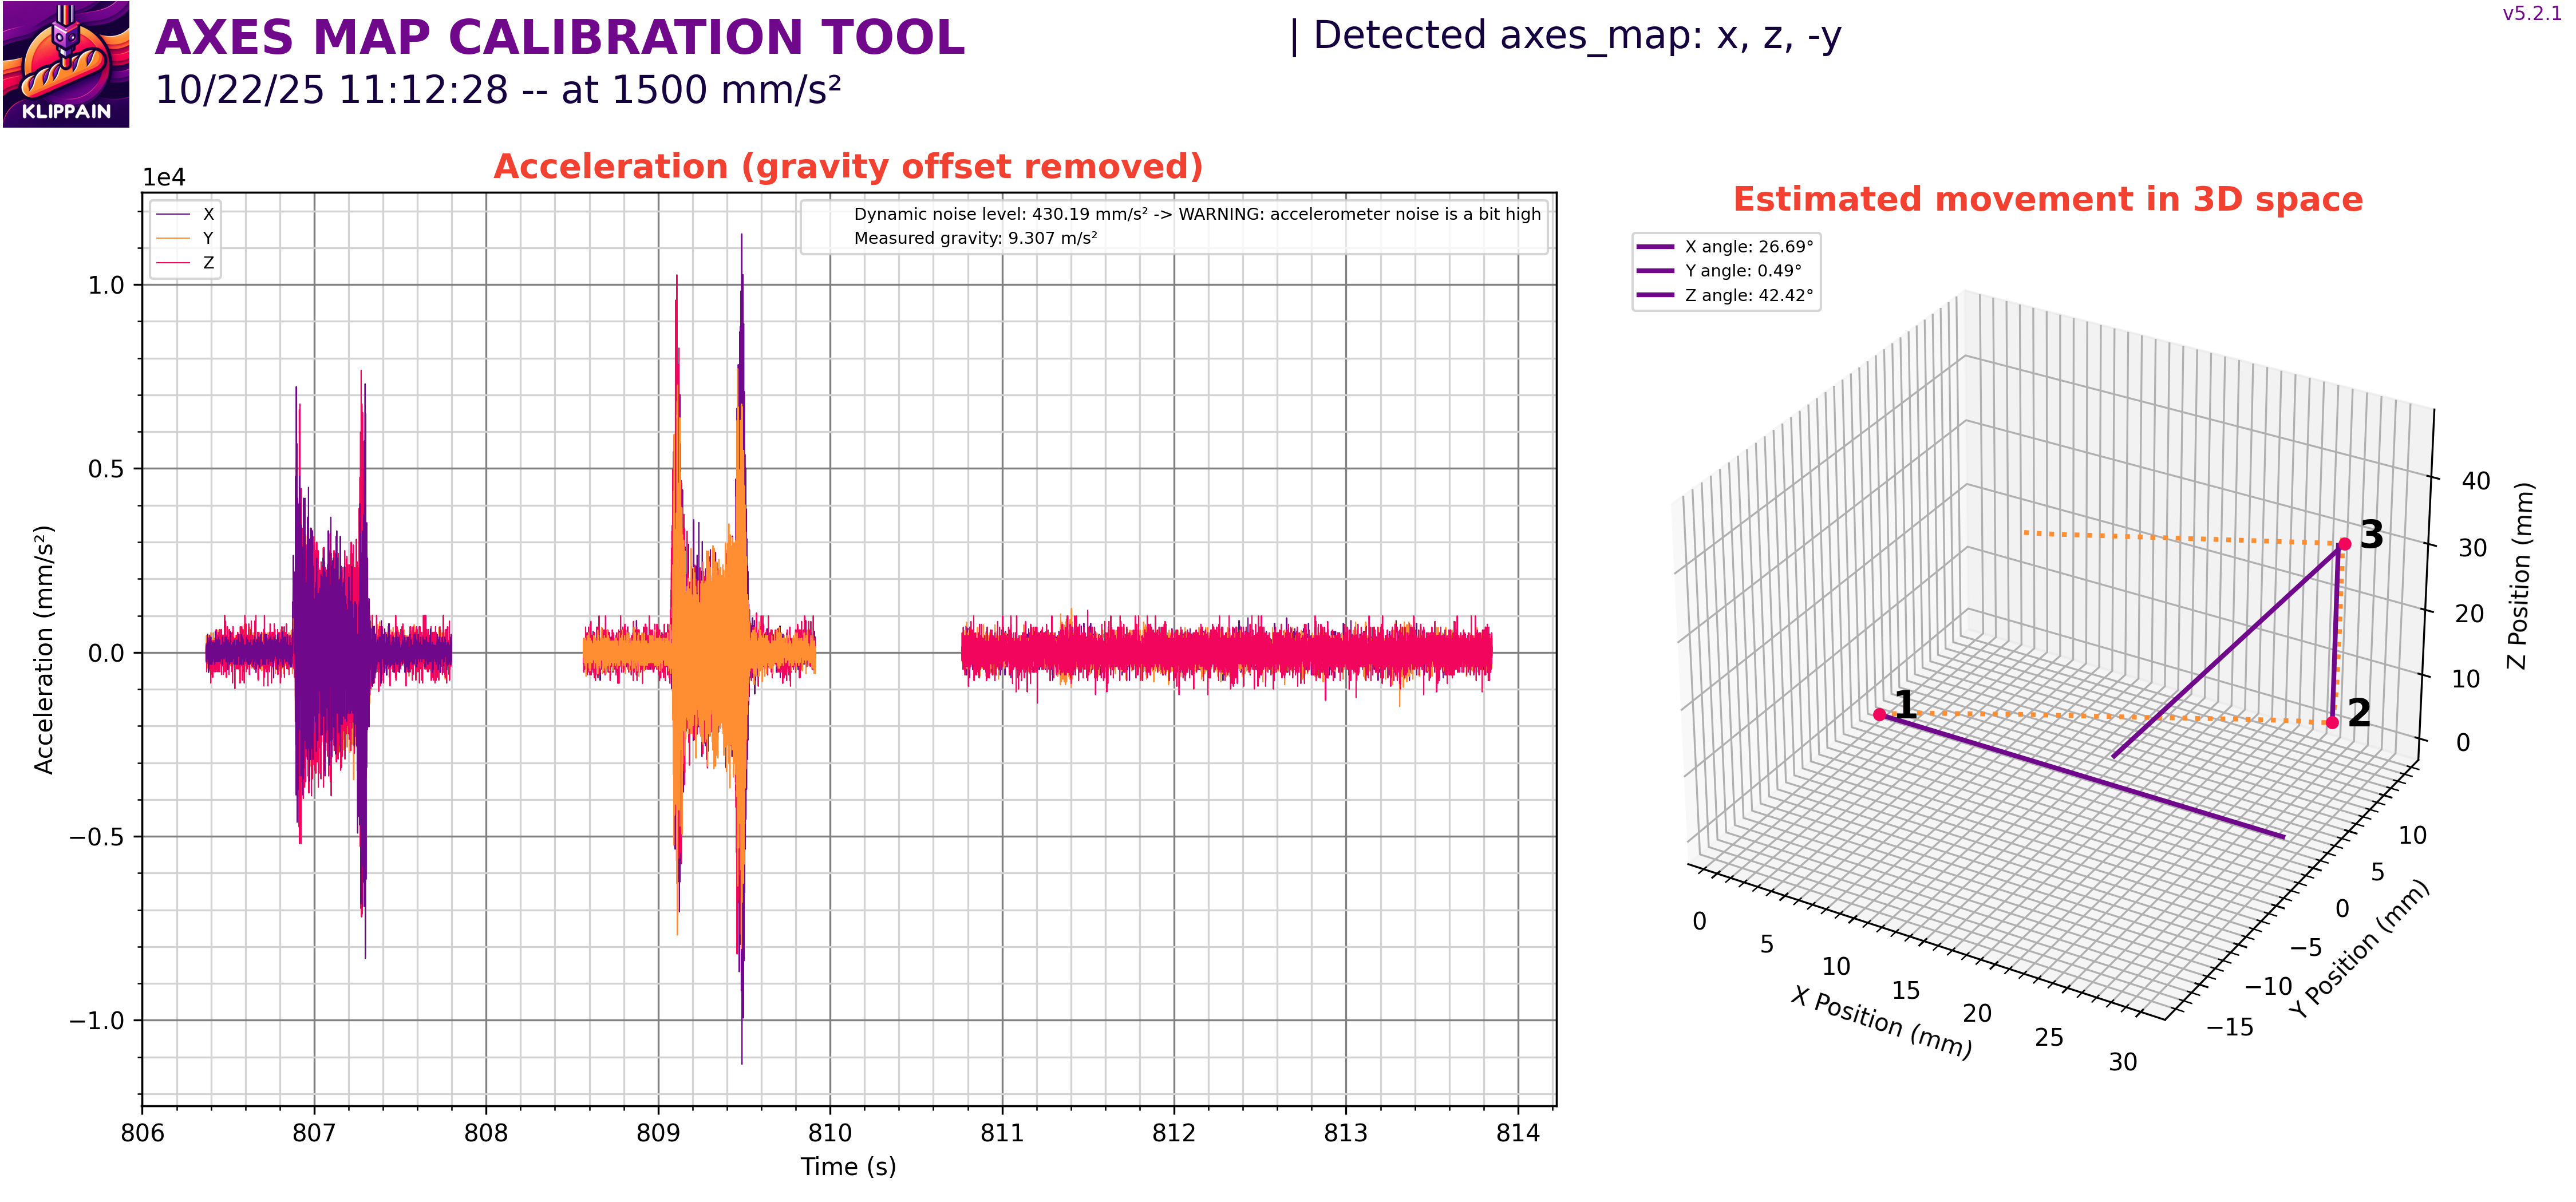 KLIPPAIN
AXES MAP CALIBRATION TOOL
10/22/25 11:12:28 -- at 1500 mm/s²
| Detected axes_map: x, z, -y
v5.2.1
Acceleration (gravity offset removed)
1e4
X
Y
Z
Dynamic noise level: 430.19 mm/s² -> WARNING: accelerometer noise is a bit high
Measured gravity: 9.307 m/s²
1.0
0.5
0.0
−0.5
−1.0
Acceleration (mm/s²)
806 807 808 809 810 811 812 813 814
Time (s)
Estimated movement in 3D space
X angle: 26.69°
Y angle: 0.49°
Z angle: 42.42°
1
2
3
0 5 10 15 20 25 30
X Position (mm)
−15 −10 −5 0 5 10
Y Position (mm)
40
30
20
10
0
Z Position (mm)